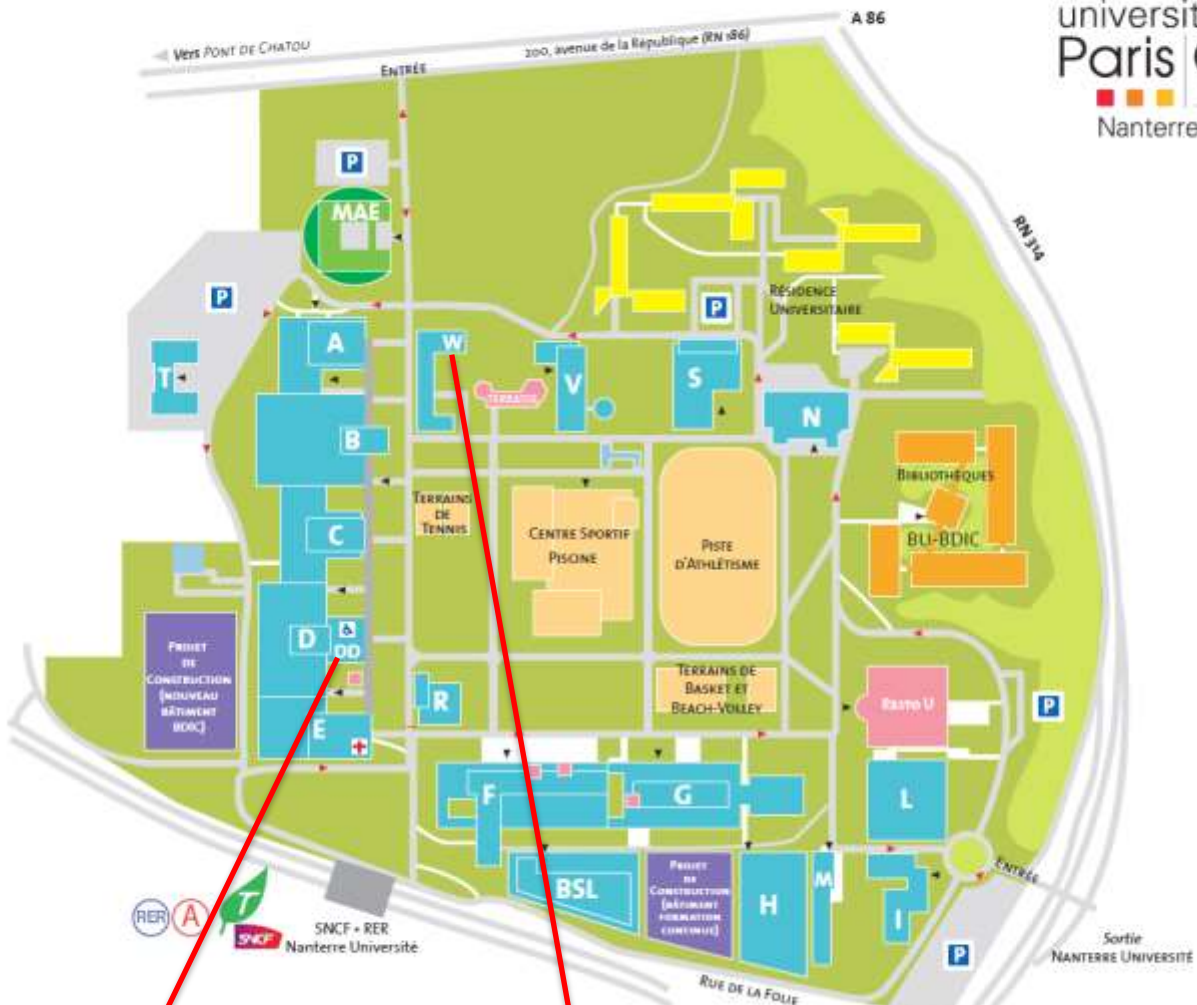 A 86
universit
Vers PONT DE CHATOU
200, avenue de la République (RN 186)
Paris
ENTRÉE
Nanterre
P
MAE
RN 314
P
P
RÉSIDENCE
UNIVERSITAIRE
A
W
T
V
S
N
B
BIBLIOTHÈQUES
TERRAINS
DE
TENNIS
C
CENTRE SPORTIF
PISCINE
PISTE
D'ATHLÉTISME
BU-BDIC
D
DD
PROJET
DE
CONSTRUCTION
(NOUVEAU
BÂTIMENT
BDIC)
TERRAINS DE
BASKET ET
BEACH-VOLLEY
R
RESTO U
P
E
F
G
L
ENTRÉE
BSL
PROJET
DE
CONSTRUCTION
(BÂTIMENT
FORMATION
CONTINUE)
H
M
I
RER A
T
SNCF
SNCF + RER
Nanterre Université
P
Sortie
NANTERRE UNIVERSITÉ
RUE DE LA FOLIE